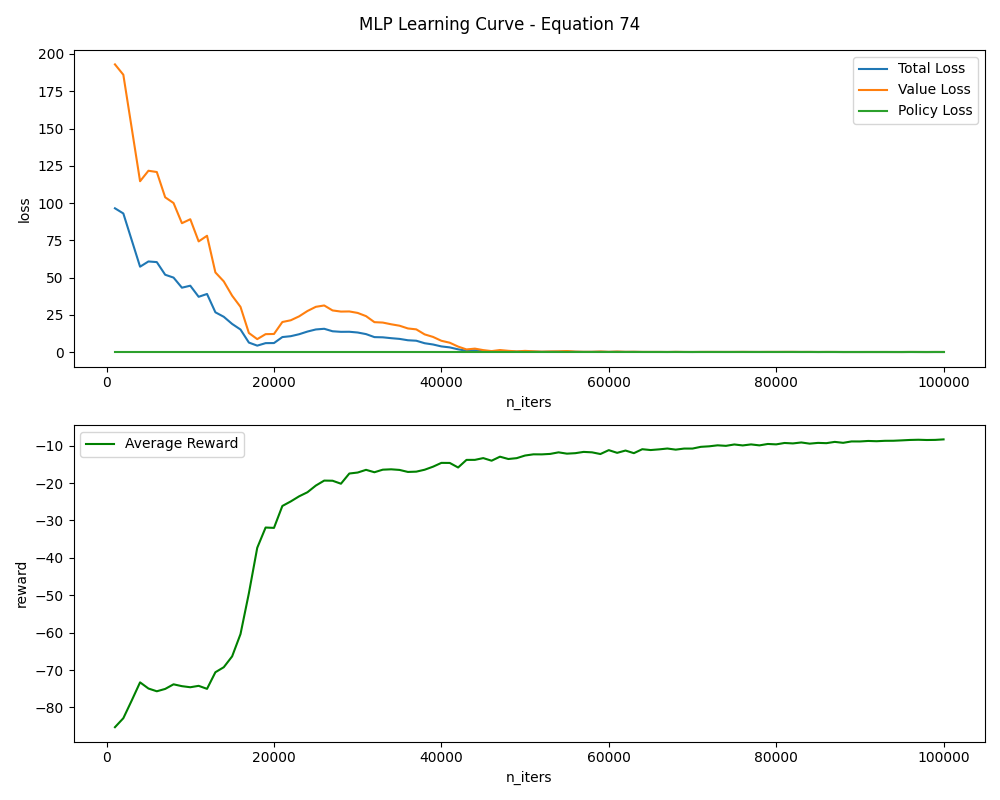 MLP Learning Curve - Equation 74
200
175
150
125
100
75
50
25
0
loss
Total Loss
Value Loss
Policy Loss
0 20000 40000 60000 80000 100000
n_iters
−10
−20
−30
−40
−50
−60
−70
−80
reward
Average Reward
0 20000 40000 60000 80000 100000
n_iters